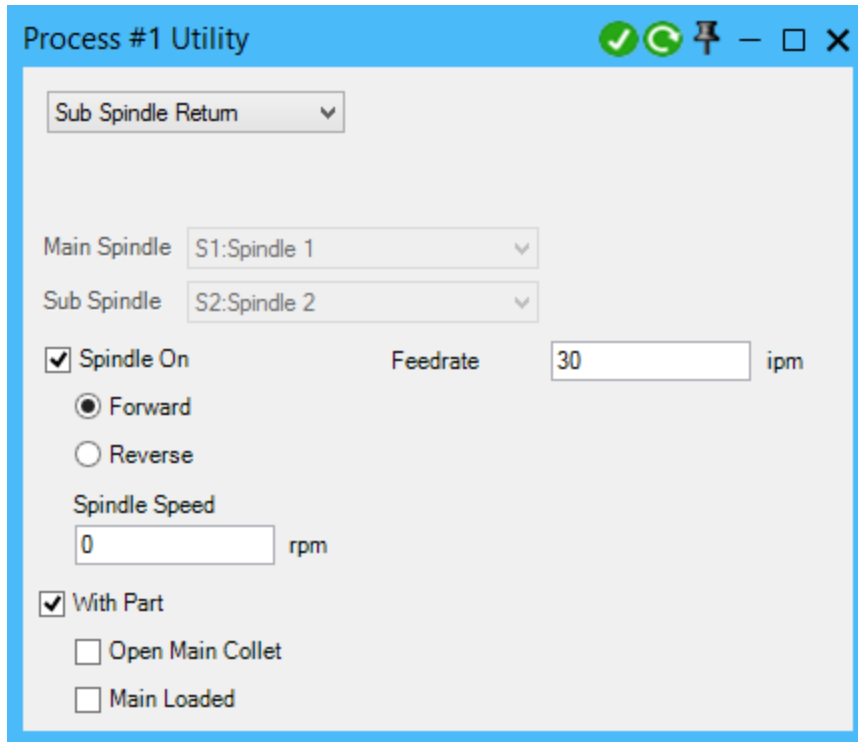 Process #1 Utility
Sub Spindle Return
Main Spindle S1:Spindle 1
Sub Spindle S2:Spindle 2
Spindle On Feedrate 30 ipm
Forward
Reverse
Spindle Speed
0 rpm
With Part
Open Main Collet
Main Loaded